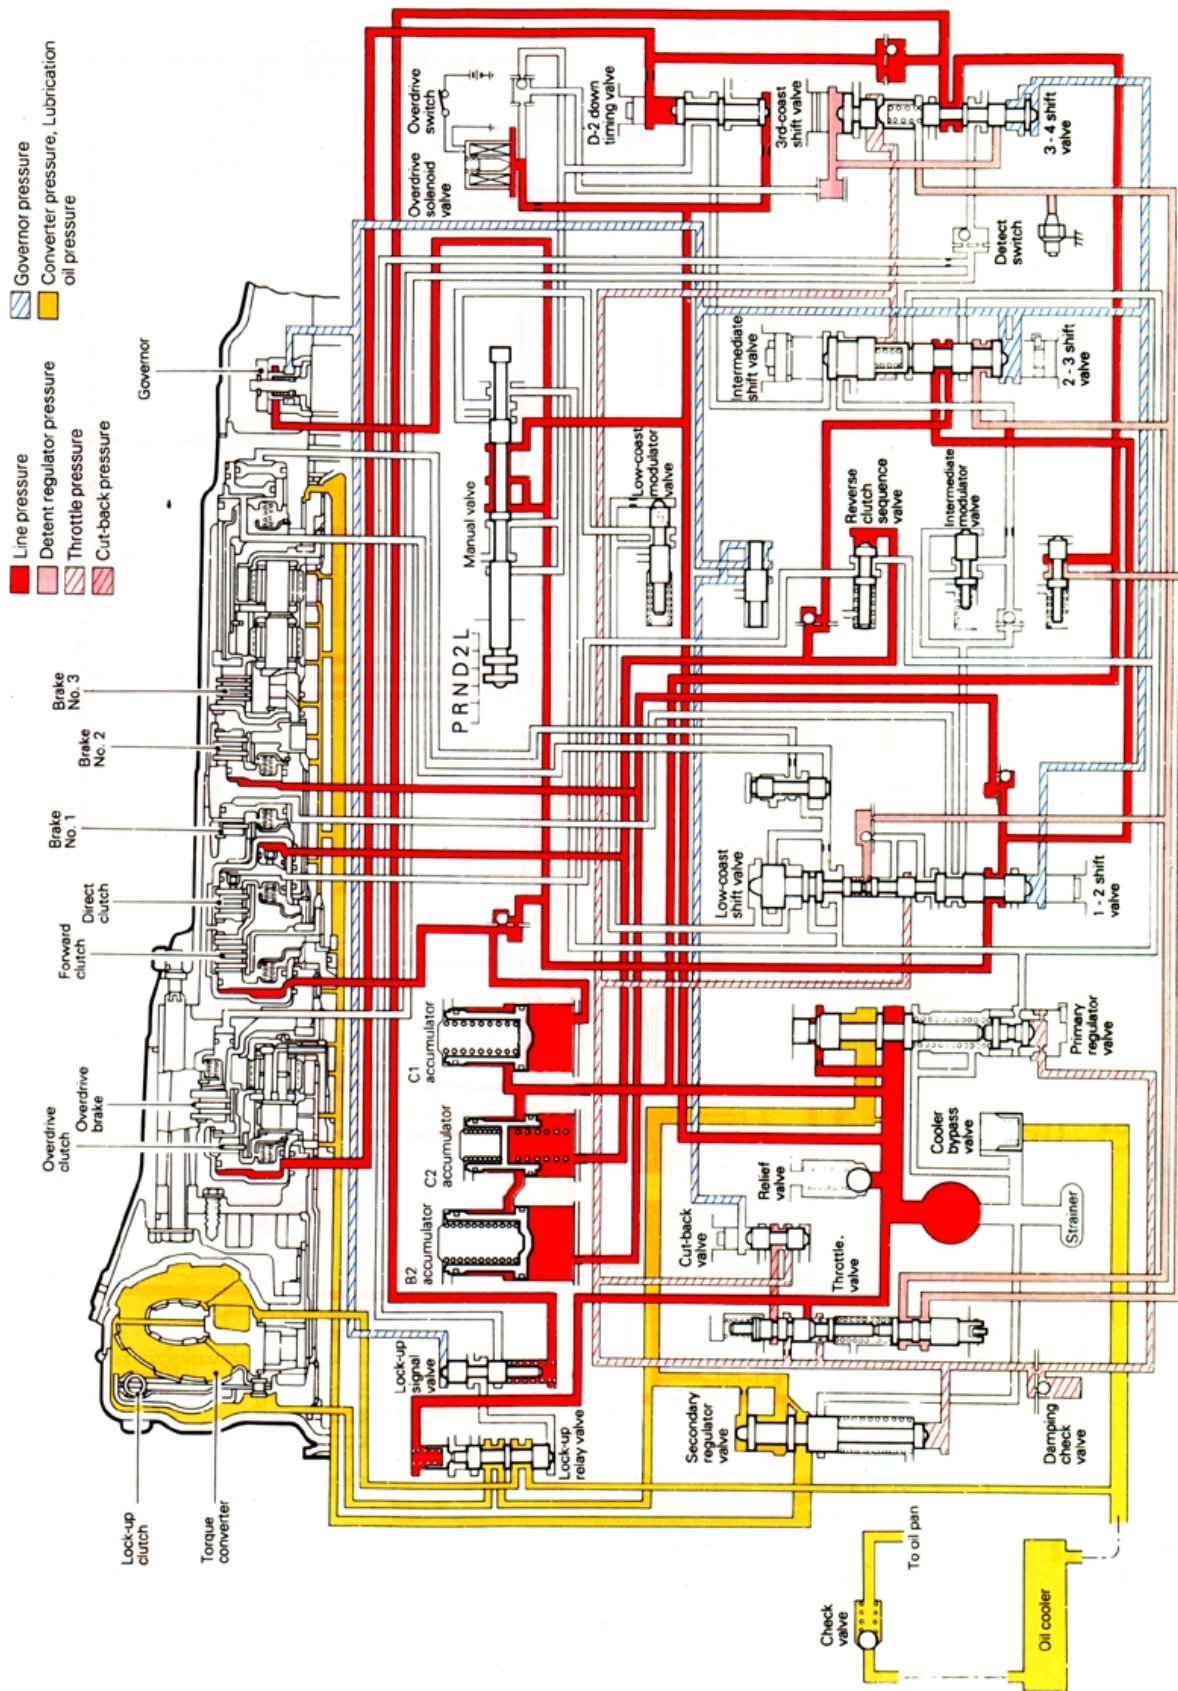 Line pressure
Detent regulator pressure
Throttle pressure
Cut-back pressure
Governor pressure
Converter pressure, Lubrication
oil pressure
Lock-up
clutch
Torque
converter
Overdrive
clutch
Overdrive
brake
Forward
clutch
Direct
clutch
Brake
No. 1
Brake
No. 2
Brake
No. 3
Governor
Lock-up
relay valve
Lock-up
signal
valve
B2
accumulator
C2
accumulator
C1
accumulator
P R N D 2 L
Manual valve
Low-coast
modulator
valve
Overdrive
solenoid
valve
Overdrive
switch
D-2 down
timing valve
Secondary
regulator
valve
Cut-back
valve
Throttle.
valve
Relief
valve
Low-coast
shift valve
Reverse
clutch
sequence
valve
Intermediate
modulator
valve
Intermediate
shift valve
3rd-coast
shift valve
Detect
switch
Damping
check
valve
Strainer
Cooler
bypass
valve
Primary
regulator
valve
1 - 2 shift
valve
2 - 3 shift
valve
3 - 4 shift
valve
Check
valve
To oil pan
Oil cooler